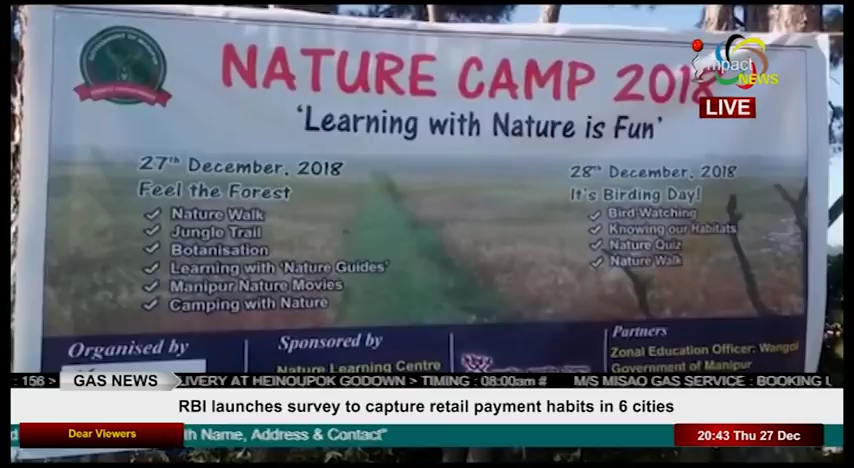 GOVERNMENT OF MANIPUR
NATURE CAMP 2018
'Learning with Nature is Fun'
mpact
NEWS
LIVE
27th December, 2018
Feel the Forest
✓ Nature Walk
✓ Jungle Trail
✓ Botanisation
✓ Learning with 'Nature Guides'
✓ Manipur Nature Movies
✓ Camping with Nature
28th December, 2018
It's Birding Day!
✓ Bird Watching
✓ Knowing our Habitats
✓ Nature Quiz
✓ Nature Walk
Organised by
Sponsored by
Nature Learning Centre
Partners
Zonal Education Officer: Wangoi
Government of Manipur
: 156 >
GAS NEWS
LIVERY AT HEINOUPOK GODOWN > TIMING : 08:00am # M/S MISAO GAS SERVICE : BOOKING
RBI launches survey to capture retail payment habits in 6 cities
Dear Viewers
th Name, Address & Contact"
20:43 Thu 27 Dec